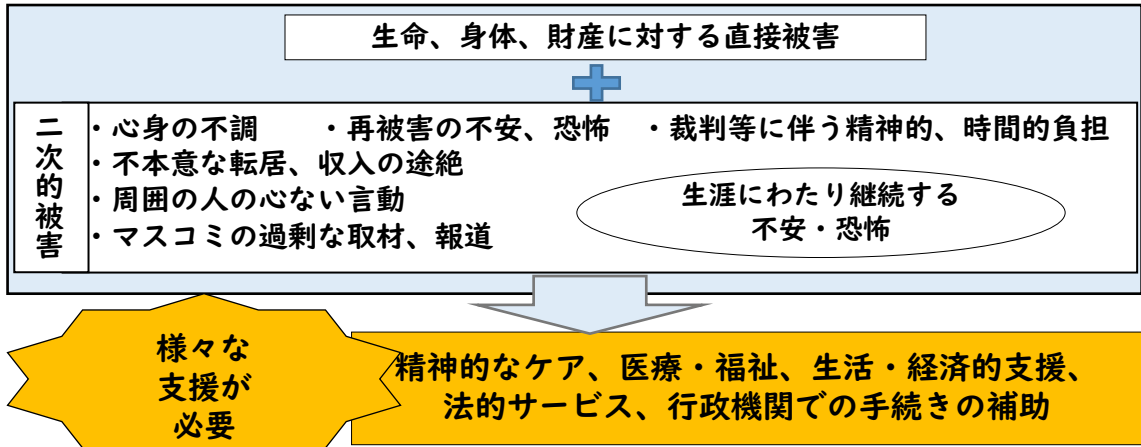 生命、身体、財産に対する直接被害
二次的被害
・心身の不調　　・再被害の不安、恐怖　・裁判等に伴う精神的、時間的負担
・不本意な転居、収入の途絶
・周囲の人の心ない言動
・マスコミの過剰な取材、報道
生涯にわたり継続する
不安・恐怖
様々な
支援が
必要
精神的なケア、医療・福祉、生活・経済的支援、
法的サービス、行政機関での手続きの補助